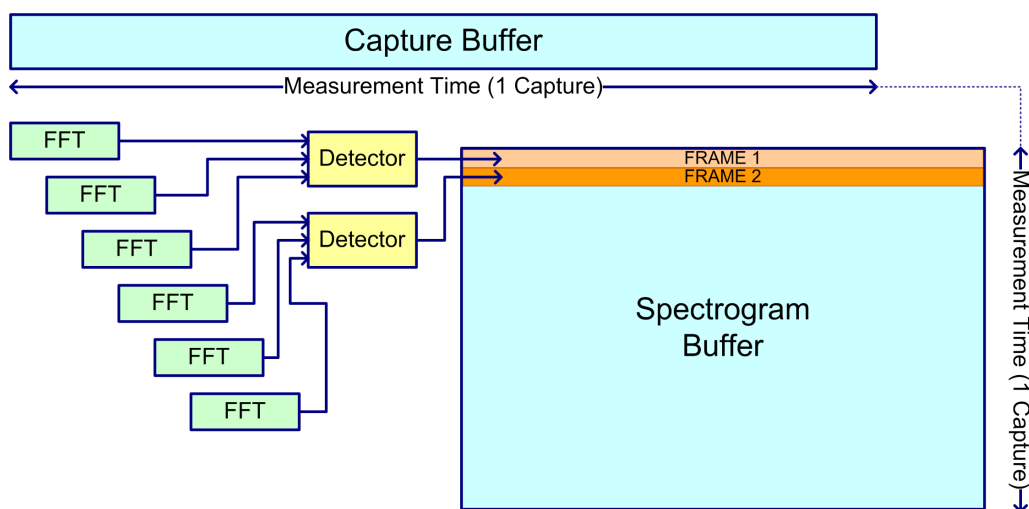 Capture Buffer
Measurement Time (1 Capture)
FFT
Detector
FRAME 1
FRAME 2
FFT
FFT
Detector
FFT
FFT
FFT
Spectrogram
Buffer
Measurement Time (1 Capture)